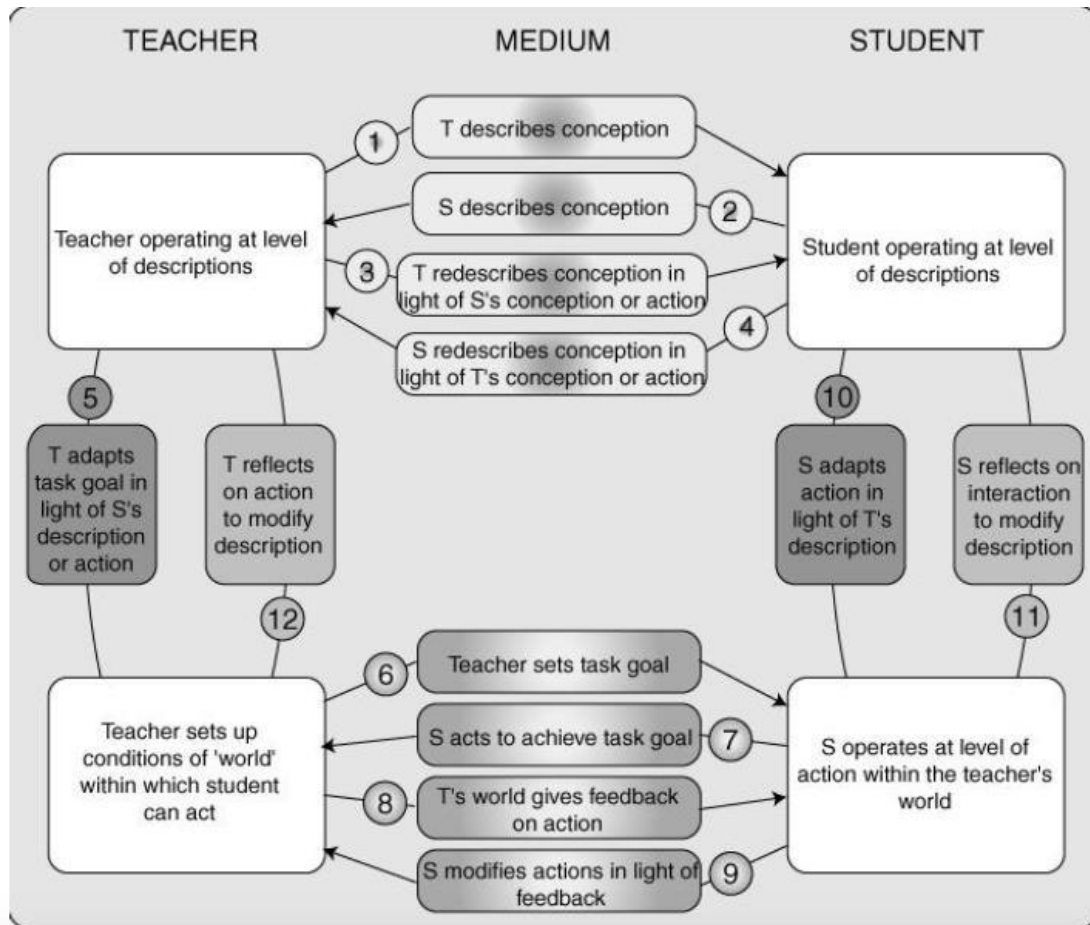 TEACHER
MEDIUM
STUDENT
1
T describes conception
S describes conception
2
Teacher operating at level
of descriptions
3
T redescribes conception in
light of S's conception or action
Student operating at level
of descriptions
4
S redescribes conception in
light of T's conception or action
5
T adapts
task goal in
light of S's
description
or action
T reflects
on action
to modify
description
12
10
S adapts
action in
light of T's
description
S reflects on
interaction
to modify
description
11
6
Teacher sets task goal
Teacher sets up
conditions of 'world'
within which student
can act
S acts to achieve task goal
7
8
T's world gives feedback
on action
S operates at level of
action within the teacher's
world
S modifies actions in light of
feedback
9